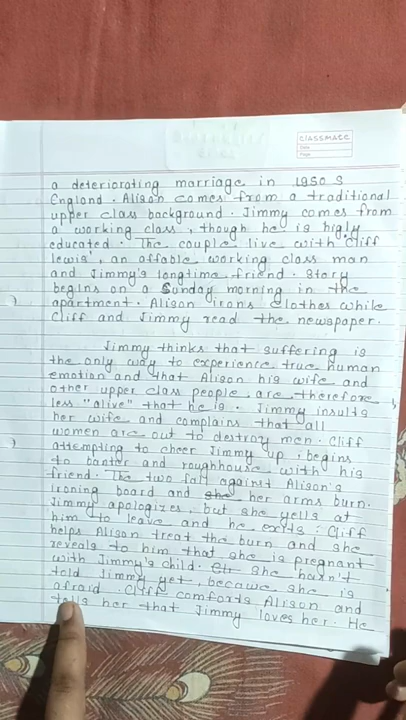 CLASSMATE
Date
Page
a deteriorating marriage in 1950 s
England. Alison comes from a traditional
upper class background. Jimmy comes from
a working class, though he is higly
educated. The couple live with Cliff
lewis', an affable working class man
and Jimmy's longtime friend. Story
begins on a Sunday morning in the
apartment. Alison irons clothes while
Cliff and Jimmy read the newspaper.
Jimmy thinks that suffering is
the only way to experience true human
emotion and that Alison his wife and
other upper class people are therefore
less "alive" that he is. Jimmy insults
her wife and complains that all
women are out to destroy men. Cliff
attempting to cheer Jimmy up, begins
to banter and roughhouse with his
friend. The two fall against Alison's
ironing board and she her arms burn.
Jimmy apologizes, but she yells at
him to leave and he exits. Cliff
helps Alison treat the burn and she
reveals to him that she is pregnant
with Jimmy's child. She hasn't
told Jimmy yet, because she is
afraid. Cliff comforts Alison and
tells her that Jimmy loves her. He